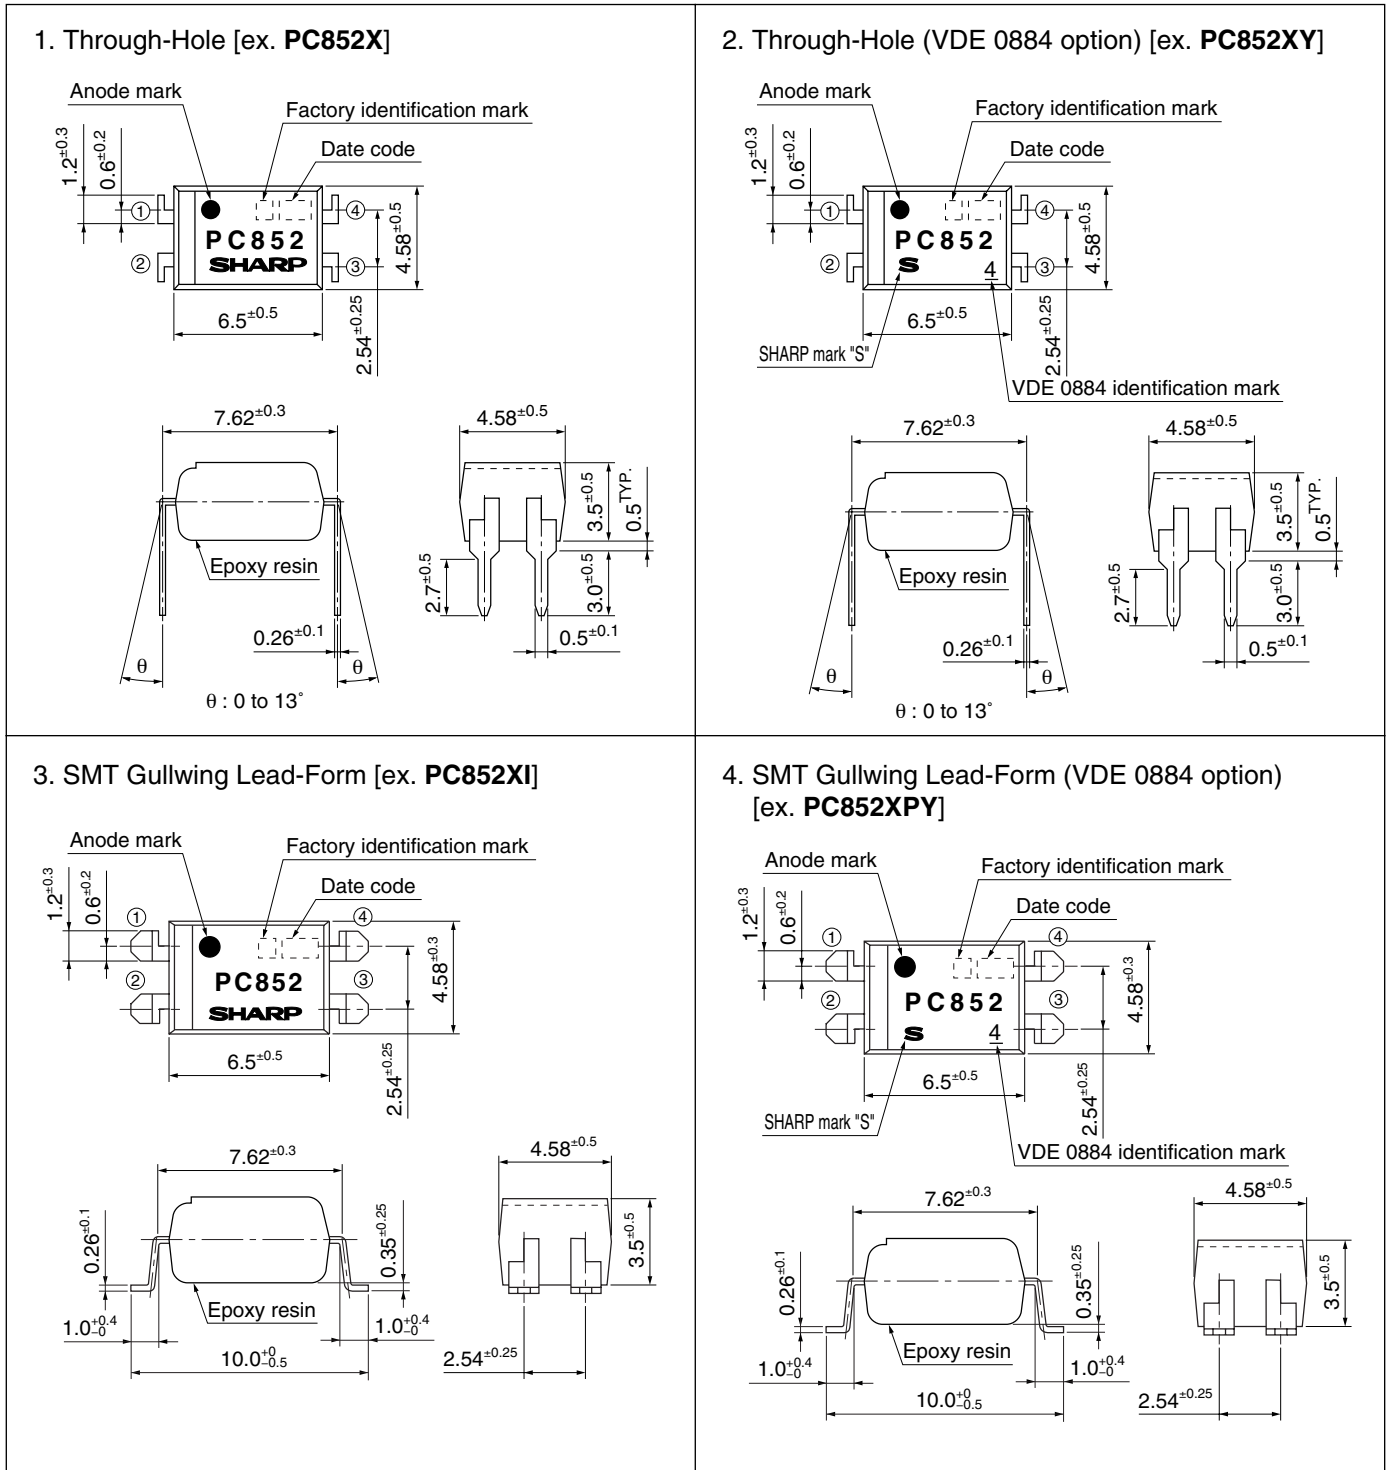 1. Through-Hole [ex. PC852X]
Anode mark
Factory identification mark
Date code
1.2±0.3
0.6±0.2
① ④
② ③
PC852
SHARP
4.58±0.5
6.5±0.5
2.54±0.25
7.62±0.3
4.58±0.5
3.5±0.5
0.5TYP.
Epoxy resin
2.7±0.5
3.0±0.5
0.26±0.1
0.5±0.1
θ θ
θ : 0 to 13˚
2. Through-Hole (VDE 0884 option) [ex. PC852XY]
Anode mark
Factory identification mark
Date code
1.2±0.3
0.6±0.2
① ④
② ③
PC852
S 4
4.58±0.5
6.5±0.5
2.54±0.25
SHARP mark "S"
VDE 0884 identification mark
7.62±0.3
4.58±0.5
3.5±0.5
0.5TYP.
Epoxy resin
2.7±0.5
3.0±0.5
0.26±0.1
0.5±0.1
θ θ
θ : 0 to 13˚
3. SMT Gullwing Lead-Form [ex. PC852XI]
Anode mark
Factory identification mark
Date code
1.2±0.3
0.6±0.2
① ④
② ③
PC852
SHARP
4.58±0.3
6.5±0.5
2.54±0.25
7.62±0.3
4.58±0.5
0.26±0.1
0.35±0.25
3.5±0.5
Epoxy resin
1.0+0.4−0
1.0+0.4−0
10.0+0−0.5
2.54±0.25
4. SMT Gullwing Lead-Form (VDE 0884 option)
[ex. PC852XPY]
Anode mark
Factory identification mark
Date code
1.2±0.3
0.6±0.2
① ④
② ③
PC852
S 4
4.58±0.3
6.5±0.5
2.54±0.25
SHARP mark "S"
VDE 0884 identification mark
7.62±0.3
4.58±0.5
0.26±0.1
0.35±0.25
3.5±0.5
Epoxy resin
1.0+0.4−0
1.0+0.4−0
10.0+0−0.5
2.54±0.25